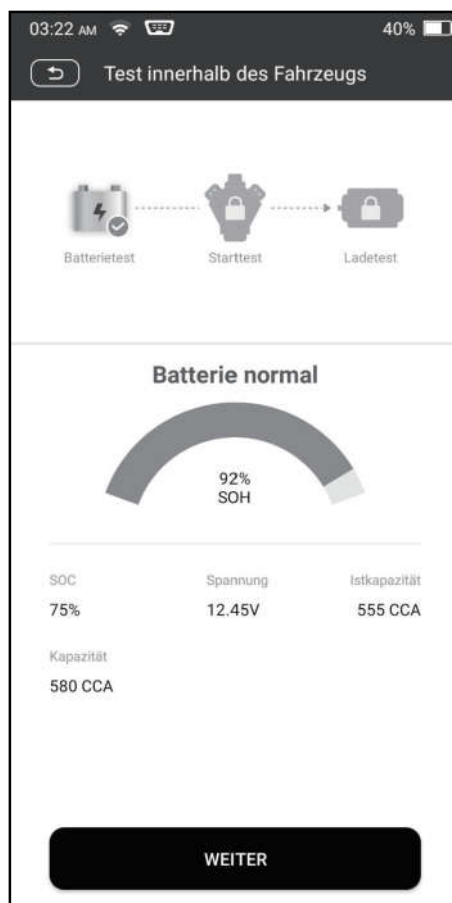 03:22 AM 40%
Test innerhalb des Fahrzeugs
Batterietest Starttest Ladetest
Batterie normal
92%
SOH
SOC Spannung Istkapazität
75% 12.45V 555 CCA
Kapazität
580 CCA
WEITER